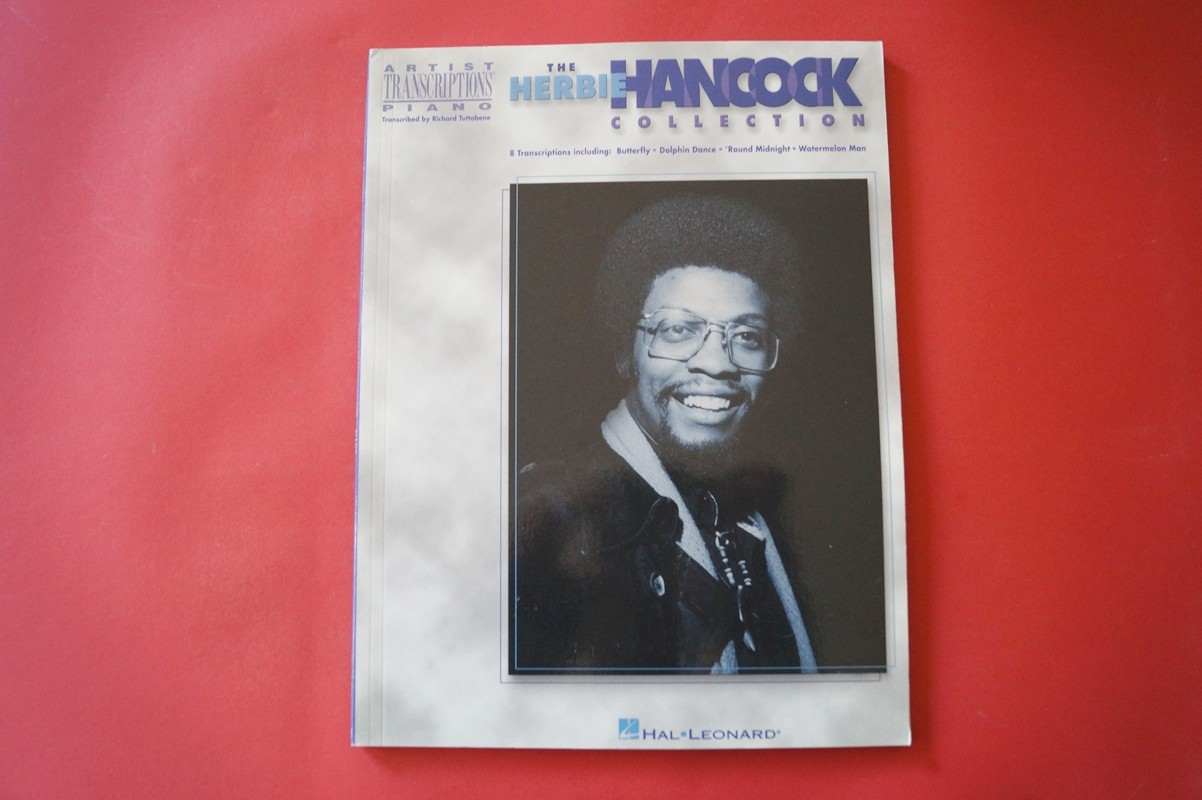 ARTIST
TRANSCRIPTIONS®
PIANO
Transcribed by Richard Tuttobene
THE
HERBIE HANCOCK
COLLECTION
8 Transcriptions including: Butterfly • Dolphin Dance • 'Round Midnight • Watermelon Man
HAL•LEONARD®